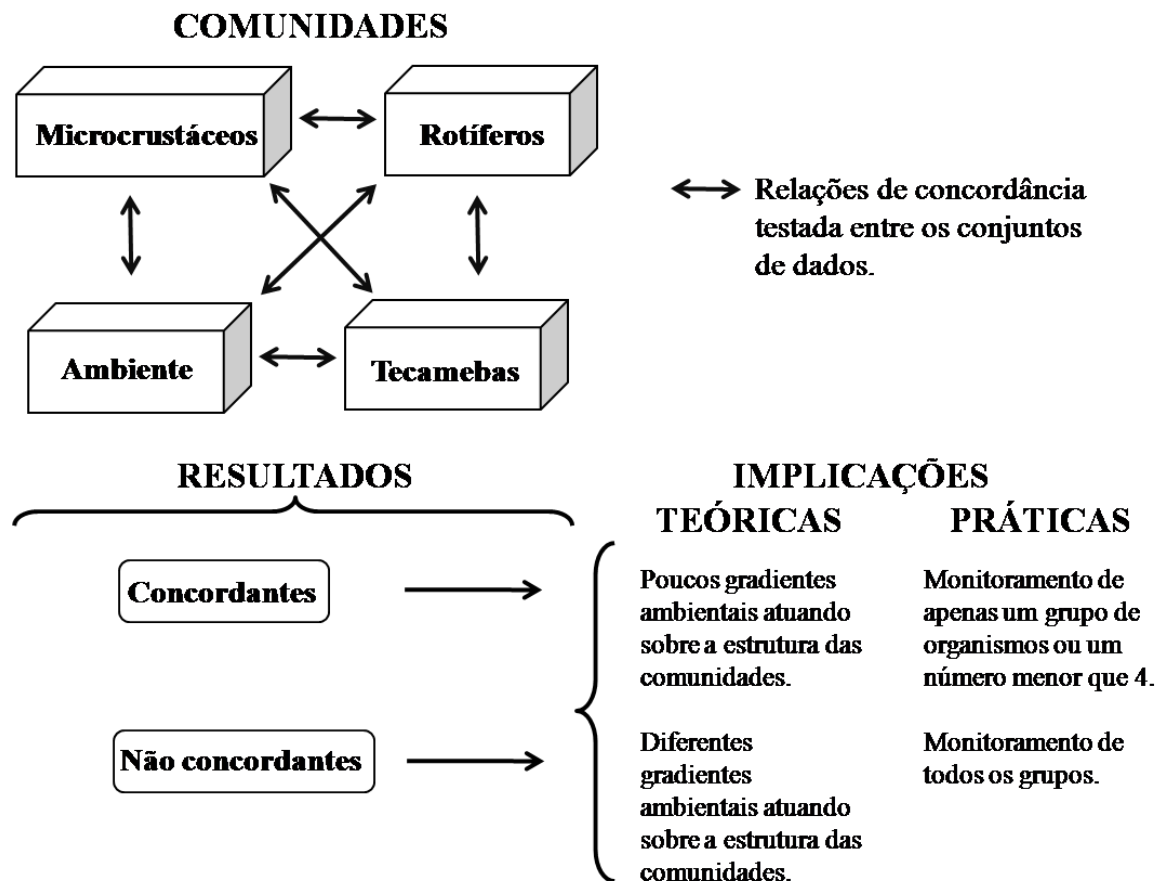 COMUNIDADES
Microcrustáceos
Rotíferos
Ambiente
Tecamebas
Relações de concordância
testada entre os conjuntos
de dados.
RESULTADOS
Concordantes
Não concordantes
IMPLICAÇÕES
TEÓRICAS
PRÁTICAS
Poucos gradientes
ambientais atuando
sobre a estrutura das
comunidades.
Monitoramento de
apenas um grupo de
organismos ou um
número menor que 4.
Diferentes
gradientes
ambientais atuando
sobre a estrutura das
comunidades.
Monitoramento de
todos os grupos.